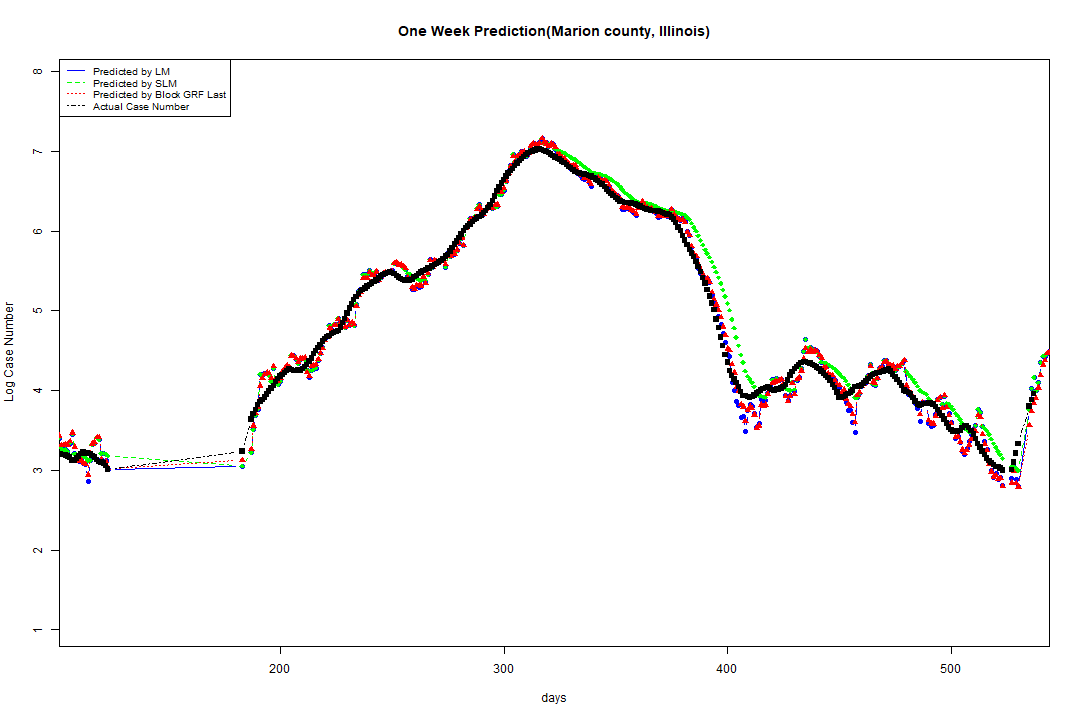 One Week Prediction(Marion county, Illinois)
Predicted by LM
Predicted by SLM
Predicted by Block GRF Last
Actual Case Number
8
7
6
5
4
3
2
1
Log Case Number
200 300 400 500
days